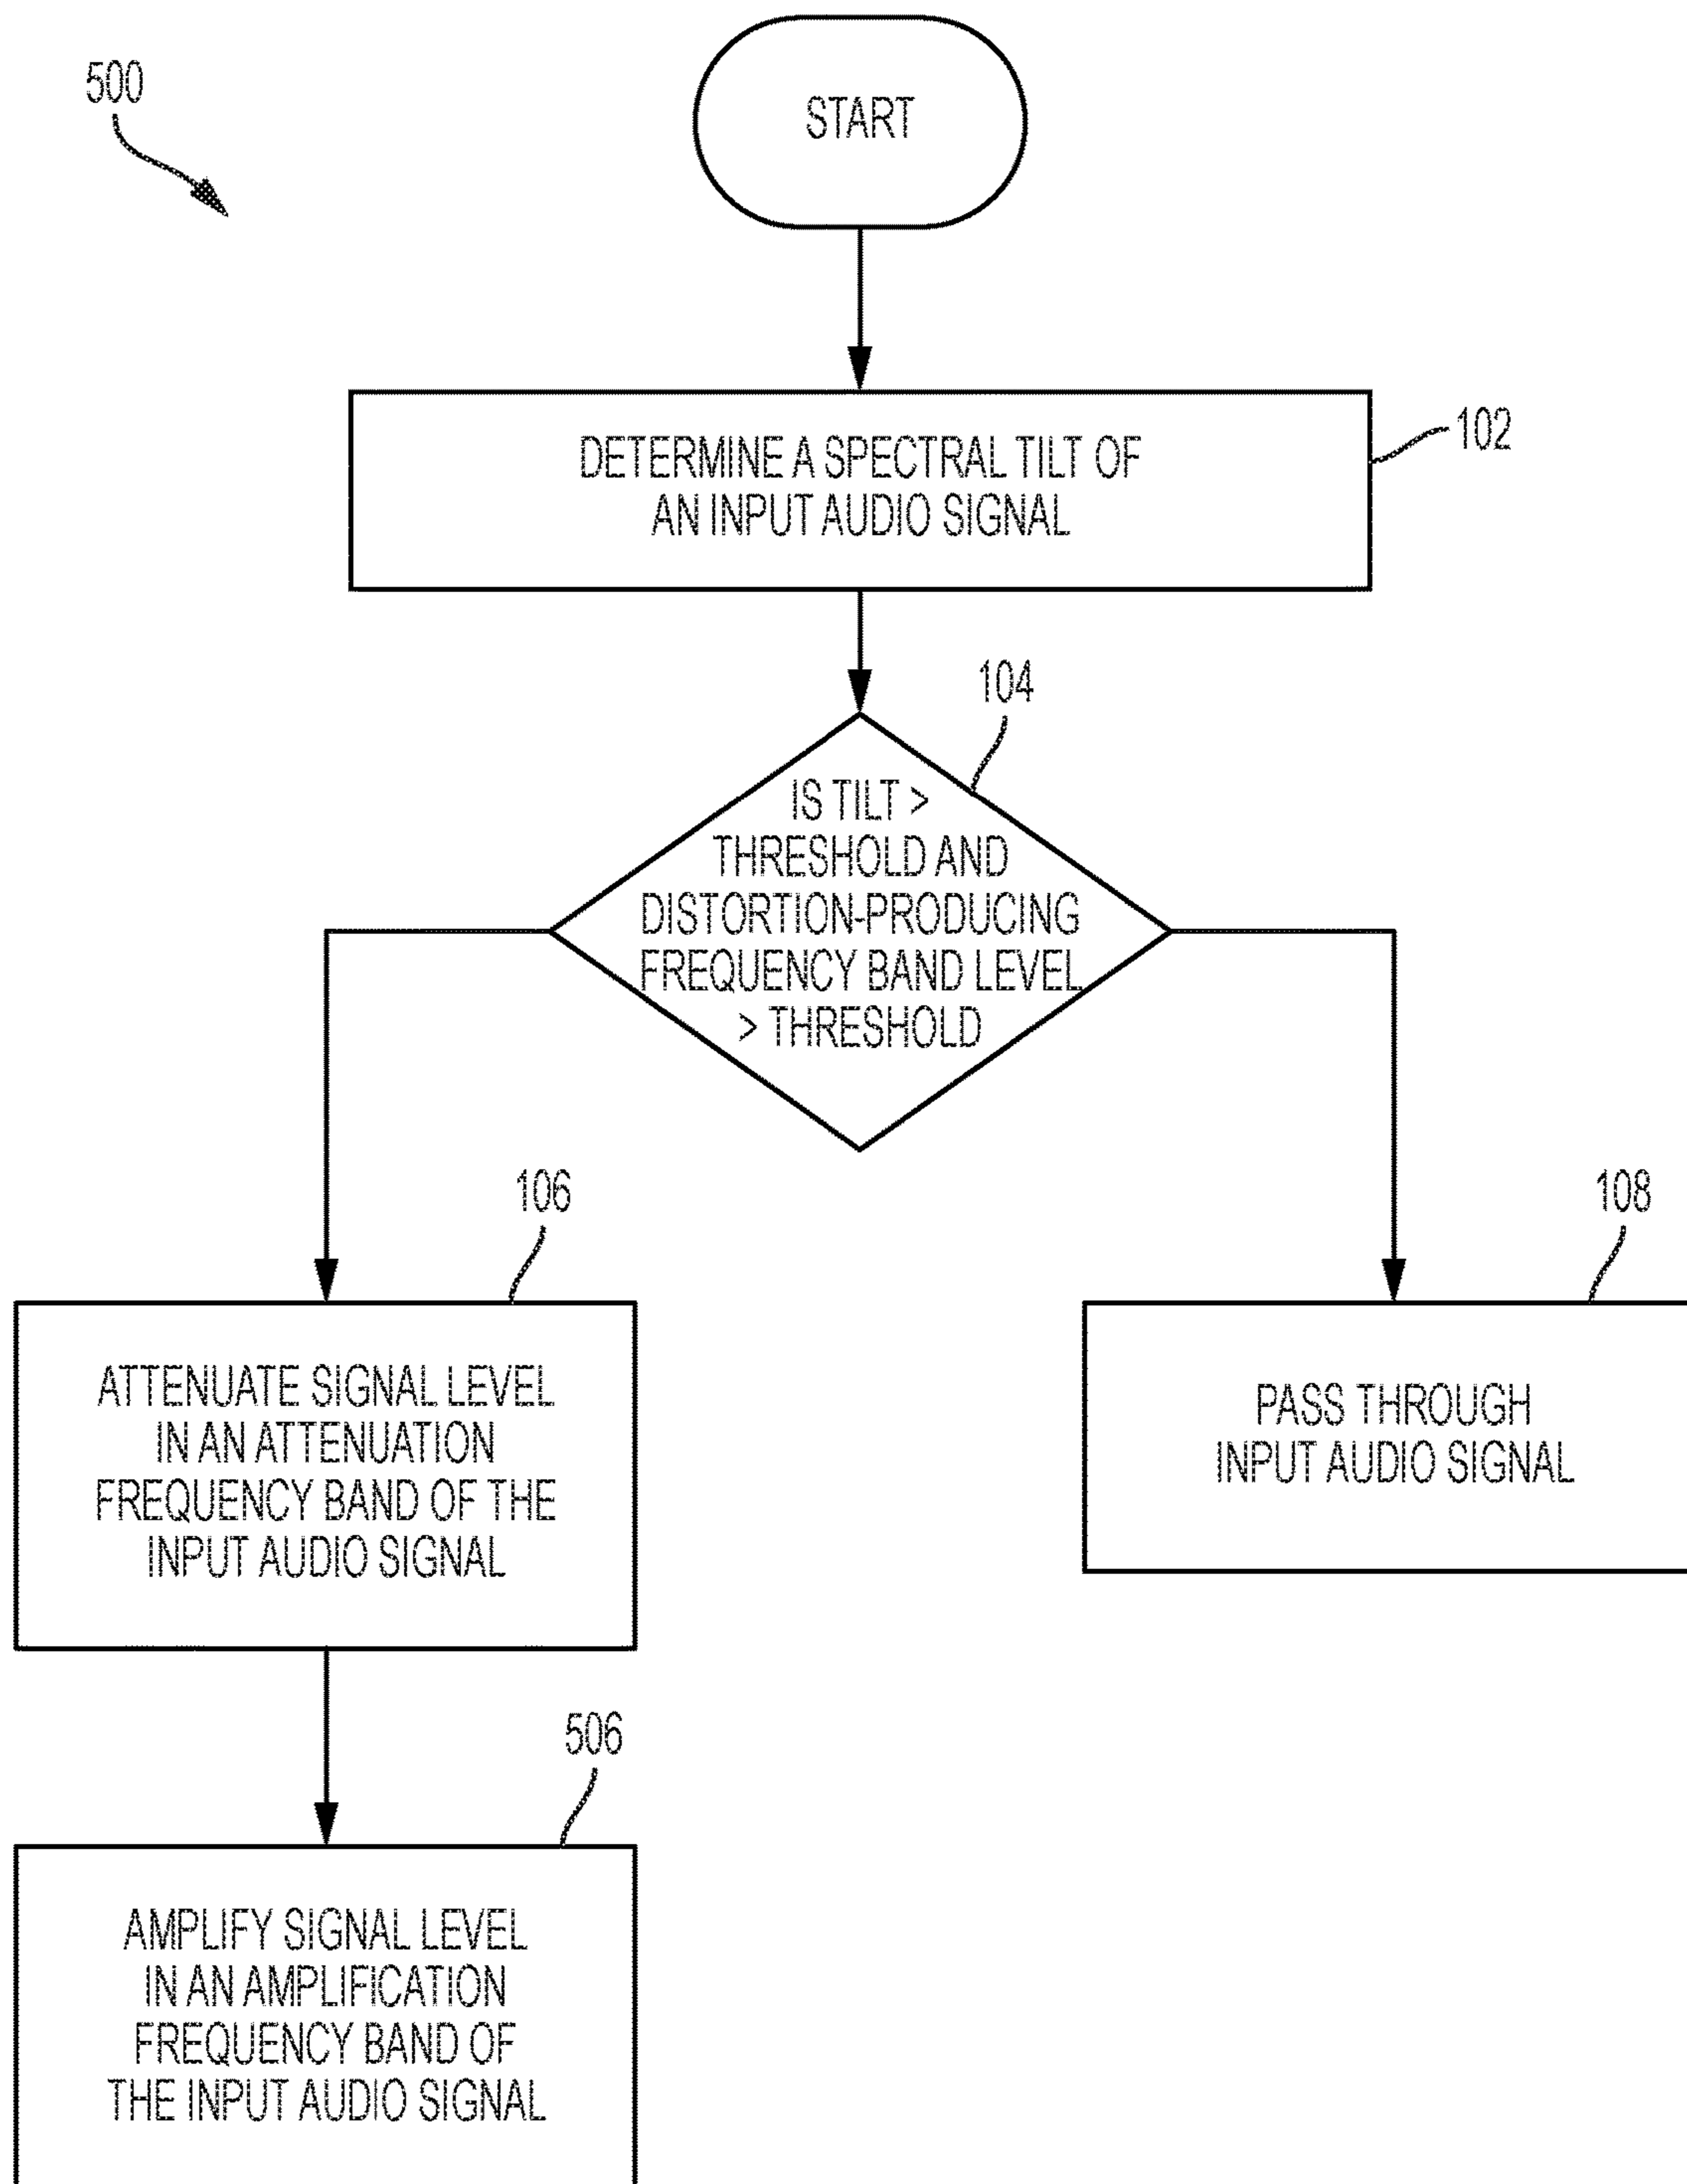 500
START
DETERMINE A SPECTRAL TILT OF
AN INPUT AUDIO SIGNAL
102
104
IS TILT >
THRESHOLD AND
DISTORTION-PRODUCING
FREQUENCY BAND LEVEL
> THRESHOLD
106
ATTENUATE SIGNAL LEVEL
IN AN ATTENUATION
FREQUENCY BAND OF THE
INPUT AUDIO SIGNAL
108
PASS THROUGH
INPUT AUDIO SIGNAL
506
AMPLIFY SIGNAL LEVEL
IN AN AMPLIFICATION
FREQUENCY BAND OF
THE INPUT AUDIO SIGNAL